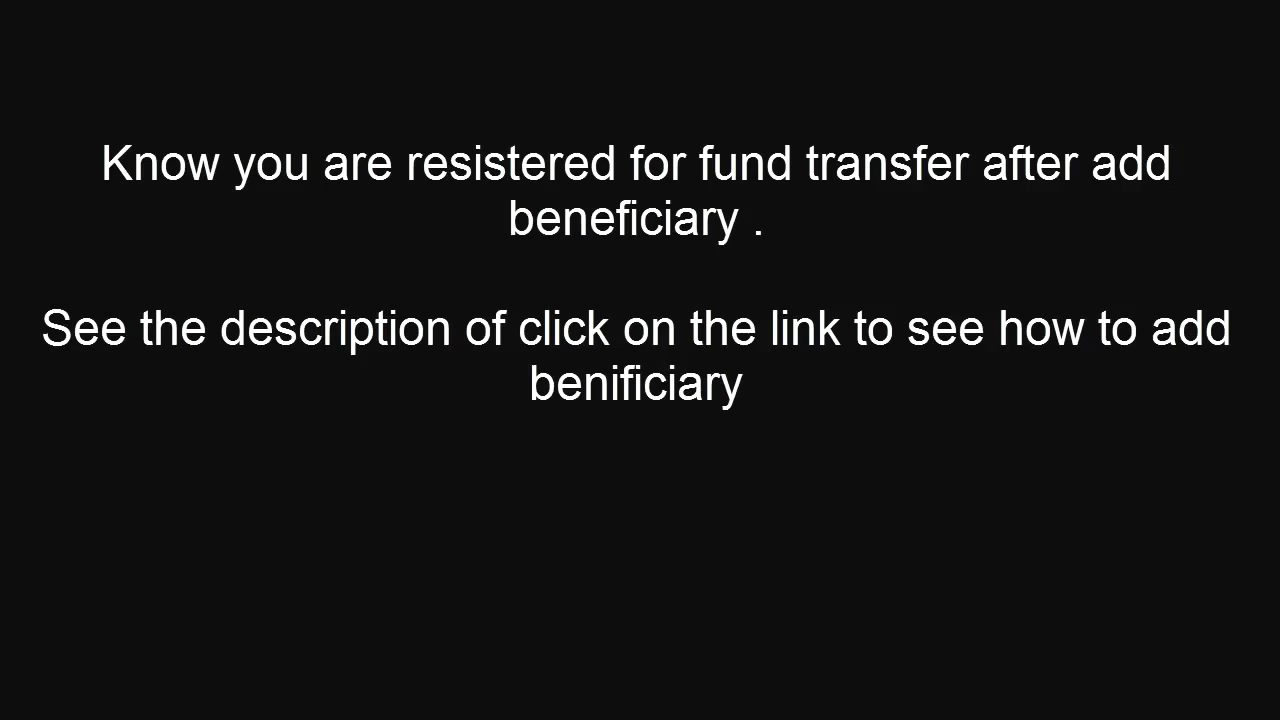 Know you are resistered for fund transfer after add
beneficiary .
See the description of click on the link to see how to add
benificiary